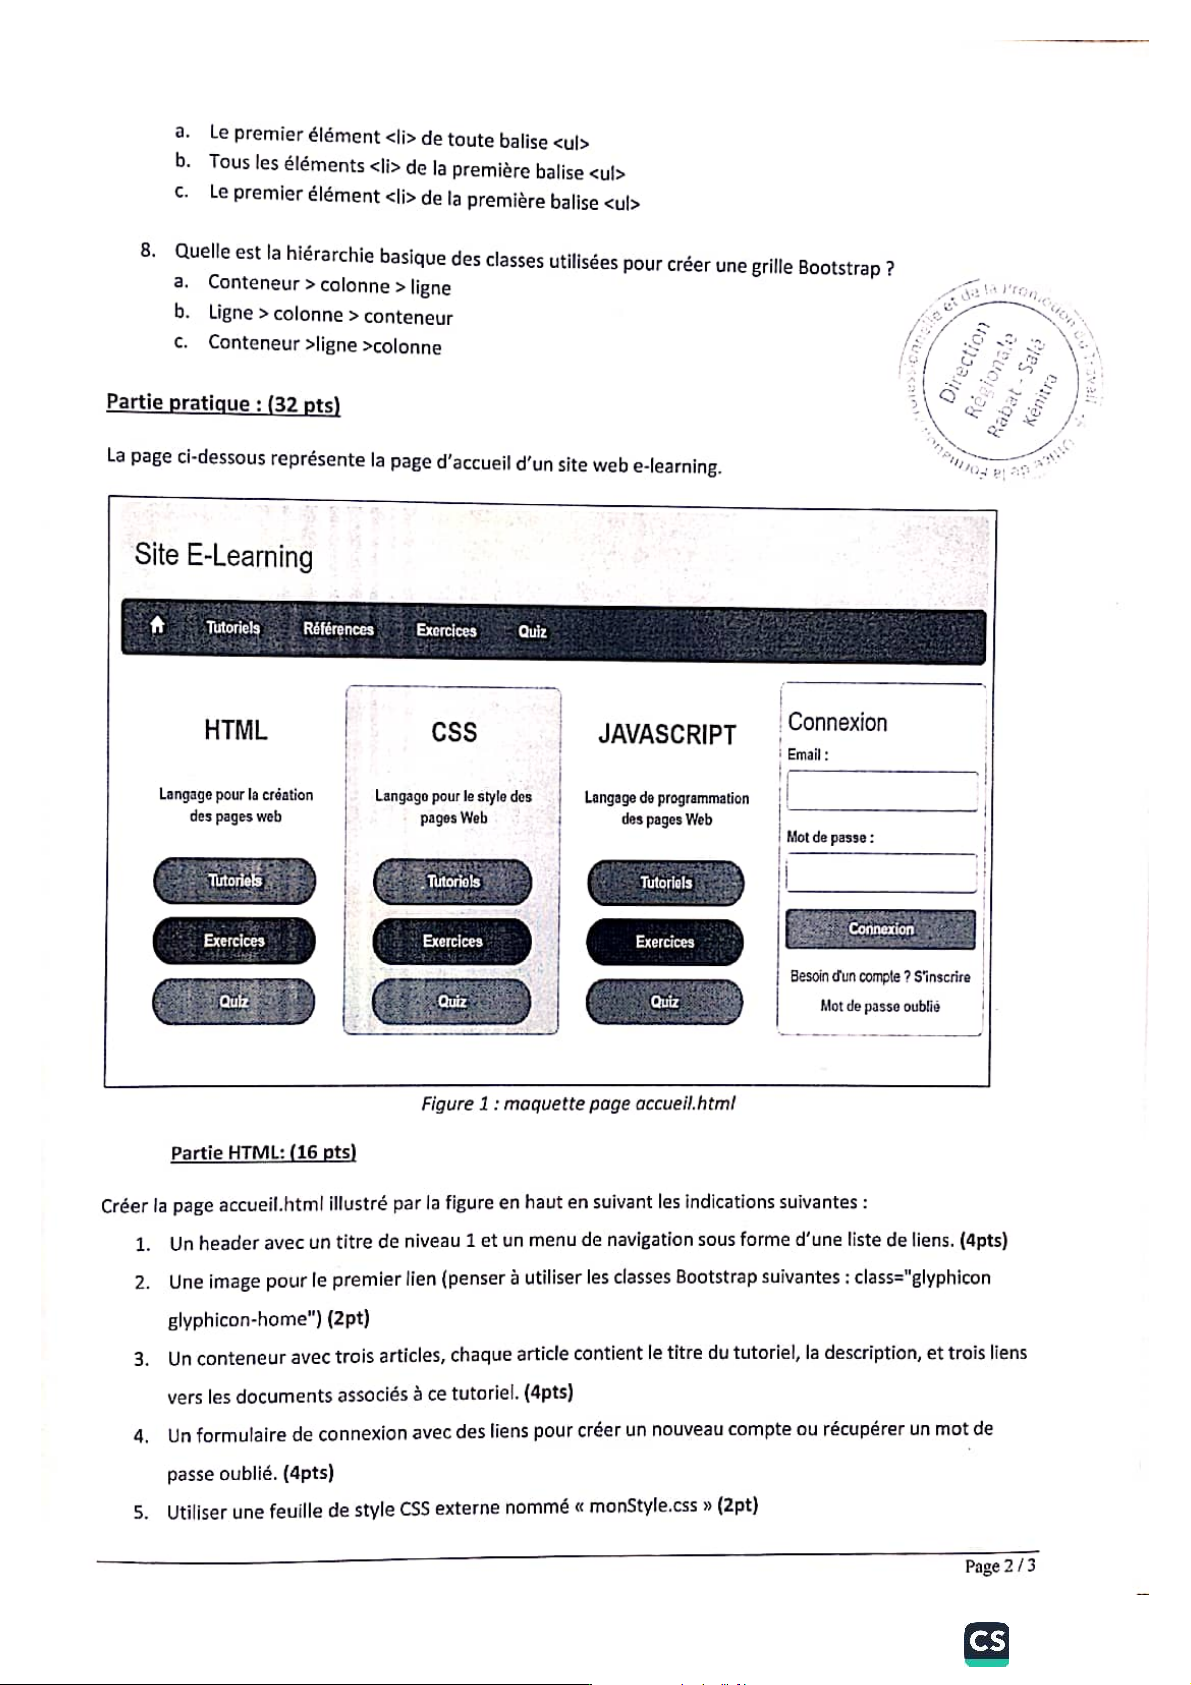 a. Le premier élément <li> de toute balise <ul>
b. Tous les éléments <li> de la première balise <ul>
c. Le premier élément <li> de la première balise <ul>
8. Quelle est la hiérarchie basique des classes utilisées pour créer une grille Bootstrap ?
a. Conteneur > colonne > ligne
b. Ligne > colonne > conteneur
c. Conteneur >ligne >colonne
Direction
Régionale
Rabat - Salé
Kénitra
Partie pratique : (32 pts)
La page ci-dessous représente la page d'accueil d'un site web e-learning.
Site E-Learning
Tutoriels Références Exercices Quiz
HTML
Langage pour la création
des pages web
Tutoriels
Exercices
Quiz
CSS
Langage pour le style des
pages Web
Tutoriels
Exercices
Quiz
JAVASCRIPT
Langage de programmation
des pages Web
Tutoriels
Exercices
Quiz
Connexion
Email :
Mot de passe :
Connexion
Besoin d'un compte ? S'inscrire
Mot de passe oublié
Figure 1 : maquette page accueil.html
Partie HTML: (16 pts)
Créer la page accueil.html illustré par la figure en haut en suivant les indications suivantes :
1. Un header avec un titre de niveau 1 et un menu de navigation sous forme d'une liste de liens. (4pts)
2. Une image pour le premier lien (penser à utiliser les classes Bootstrap suivantes : class="glyphicon
glyphicon-home") (2pt)
3. Un conteneur avec trois articles, chaque article contient le titre du tutoriel, la description, et trois liens
vers les documents associés à ce tutoriel. (4pts)
4. Un formulaire de connexion avec des liens pour créer un nouveau compte ou récupérer un mot de
passe oublié. (4pts)
5. Utiliser une feuille de style CSS externe nommé « monStyle.css » (2pt)
Page 2 / 3
CS